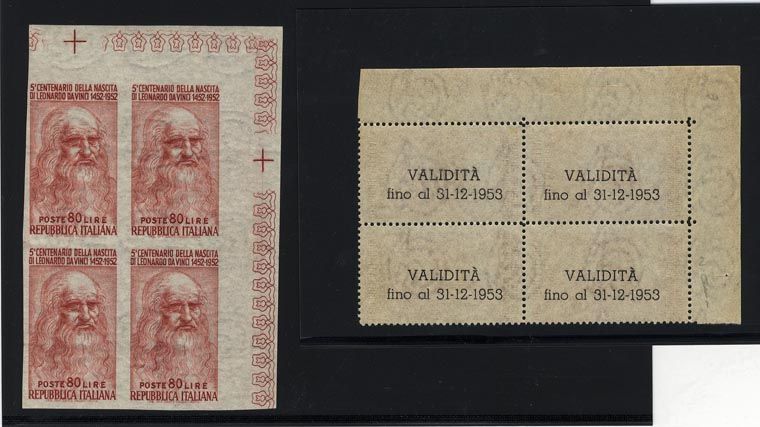 5° CENTENARIO DELLA NASCITA
DI LEONARDO DA VINCI 1452-1952
POSTE 80 LIRE
REPUBBLICA ITALIANA
5° CENTENARIO DELLA NASCITA
DI LEONARDO DA VINCI 1452-1952
POSTE 80 LIRE
REPUBBLICA ITALIANA
5° CENTENARIO DELLA NASCITA
DI LEONARDO DA VINCI 1452-1952
POSTE 80 LIRE
REPUBBLICA ITALIANA
5° CENTENARIO DELLA NASCITA
DI LEONARDO DA VINCI 1452-1952
POSTE 80 LIRE
REPUBBLICA ITALIANA
VALIDITÀ
fino al 31-12-1953
VALIDITÀ
fino al 31-12-1953
VALIDITÀ
fino al 31-12-1953
VALIDITÀ
fino al 31-12-1953